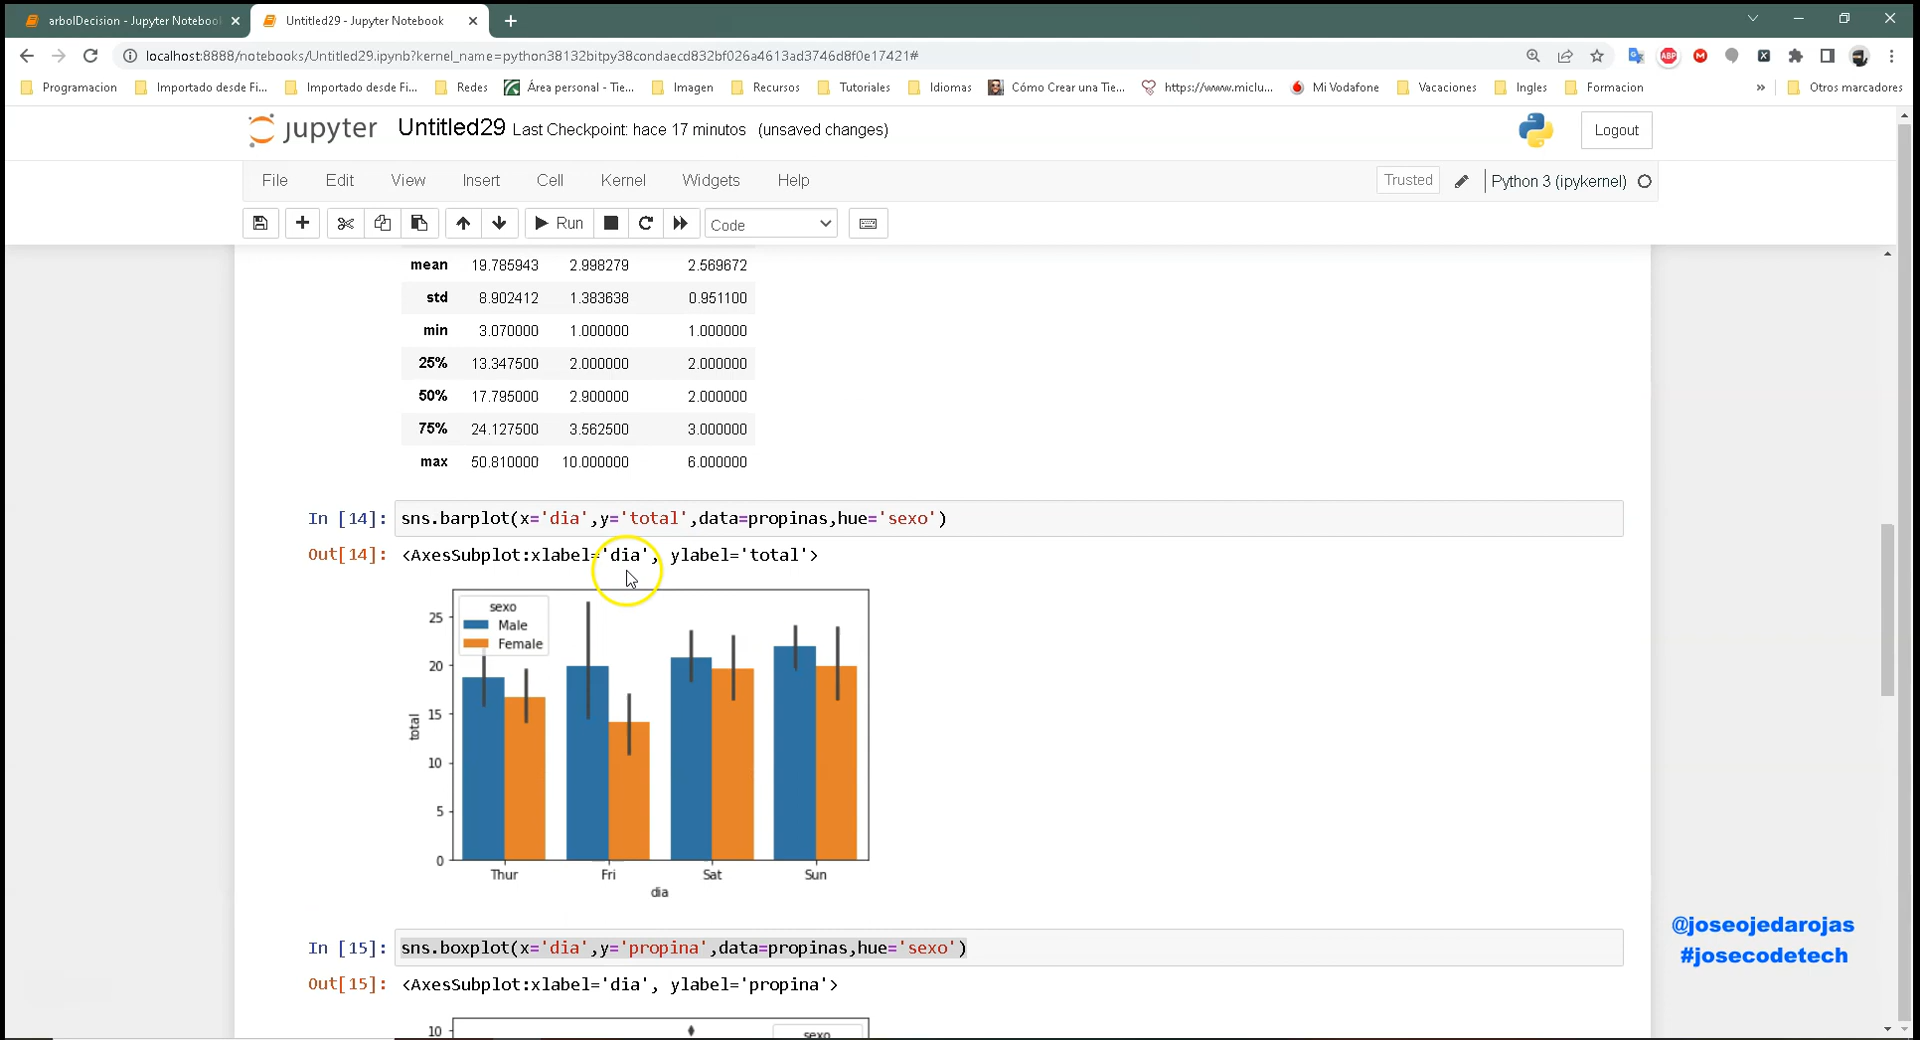 arbolDecision - Jupyter Notebook
Untitled29 - Jupyter Notebook
localhost:8888/notebooks/Untitled29.ipynb?kernel_name=python38132bitpy38condaecd832bf026a4613ad3746d8f0e17421#
Programacion
Importado desde Fi...
Importado desde Fi...
Redes
Área personal - Tie...
Imagen
Recursos
Tutoriales
Idiomas
Cómo Crear una Tie...
https://www.miclu...
Mi Vodafone
Vacaciones
Ingles
Formacion
»
Otros marcadores
jupyter Untitled29 Last Checkpoint: hace 17 minutos (unsaved changes)
Logout
File Edit View Insert Cell Kernel Widgets Help
Trusted
Python 3 (ipykernel)
Run
Code
mean 19.785943 2.998279 2.569672
std 8.902412 1.383638 0.951100
min 3.070000 1.000000 1.000000
25% 13.347500 2.000000 2.000000
50% 17.795000 2.900000 2.000000
75% 24.127500 3.562500 3.000000
max 50.810000 10.000000 6.000000
In [14]: sns.barplot(x='dia',y='total',data=propinas,hue='sexo')
Out[14]: <AxesSubplot:xlabel='dia', ylabel='total'>
sexo
Male
Female
25
20
15
10
5
0
total
Thur Fri Sat Sun
dia
In [15]: sns.boxplot(x='dia',y='propina',data=propinas,hue='sexo')
Out[15]: <AxesSubplot:xlabel='dia', ylabel='propina'>
10
sexo
@joseojedarojas
#josecodetech
ABP
M
X